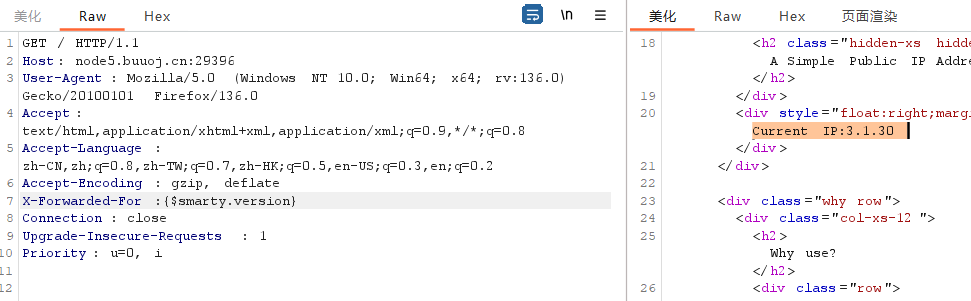 美化 Raw Hex \n ☰
1 GET / HTTP/1.1
2 Host: node5.buuoj.cn:29396
3 User-Agent : Mozilla/5.0 (Windows NT 10.0; Win64; x64; rv:136.0)
Gecko/20100101 Firefox/136.0
4 Accept :
text/html,application/xhtml+xml,application/xml;q=0.9,*/*;q=0.8
5 Accept-Language :
zh-CN,zh;q=0.8,zh-TW;q=0.7,zh-HK;q=0.5,en-US;q=0.3,en;q=0.2
6 Accept-Encoding : gzip, deflate
7 X-Forwarded-For :{$smarty.version}
8 Connection : close
9 Upgrade-Insecure-Requests : 1
10 Priority : u=0, i
11
12
美化 Raw Hex 页面渲染
18 <h2 class="hidden-xs hidd
A Simple Public IP Addre
</h2>
19 </div>
20 <div style="float:right;margi
Current IP:3.1.30
</div>
21 </div>
22
23 <div class="why row">
24 <div class="col-xs-12 ">
25 <h2>
Why use?
</h2>
26 <div class="row">